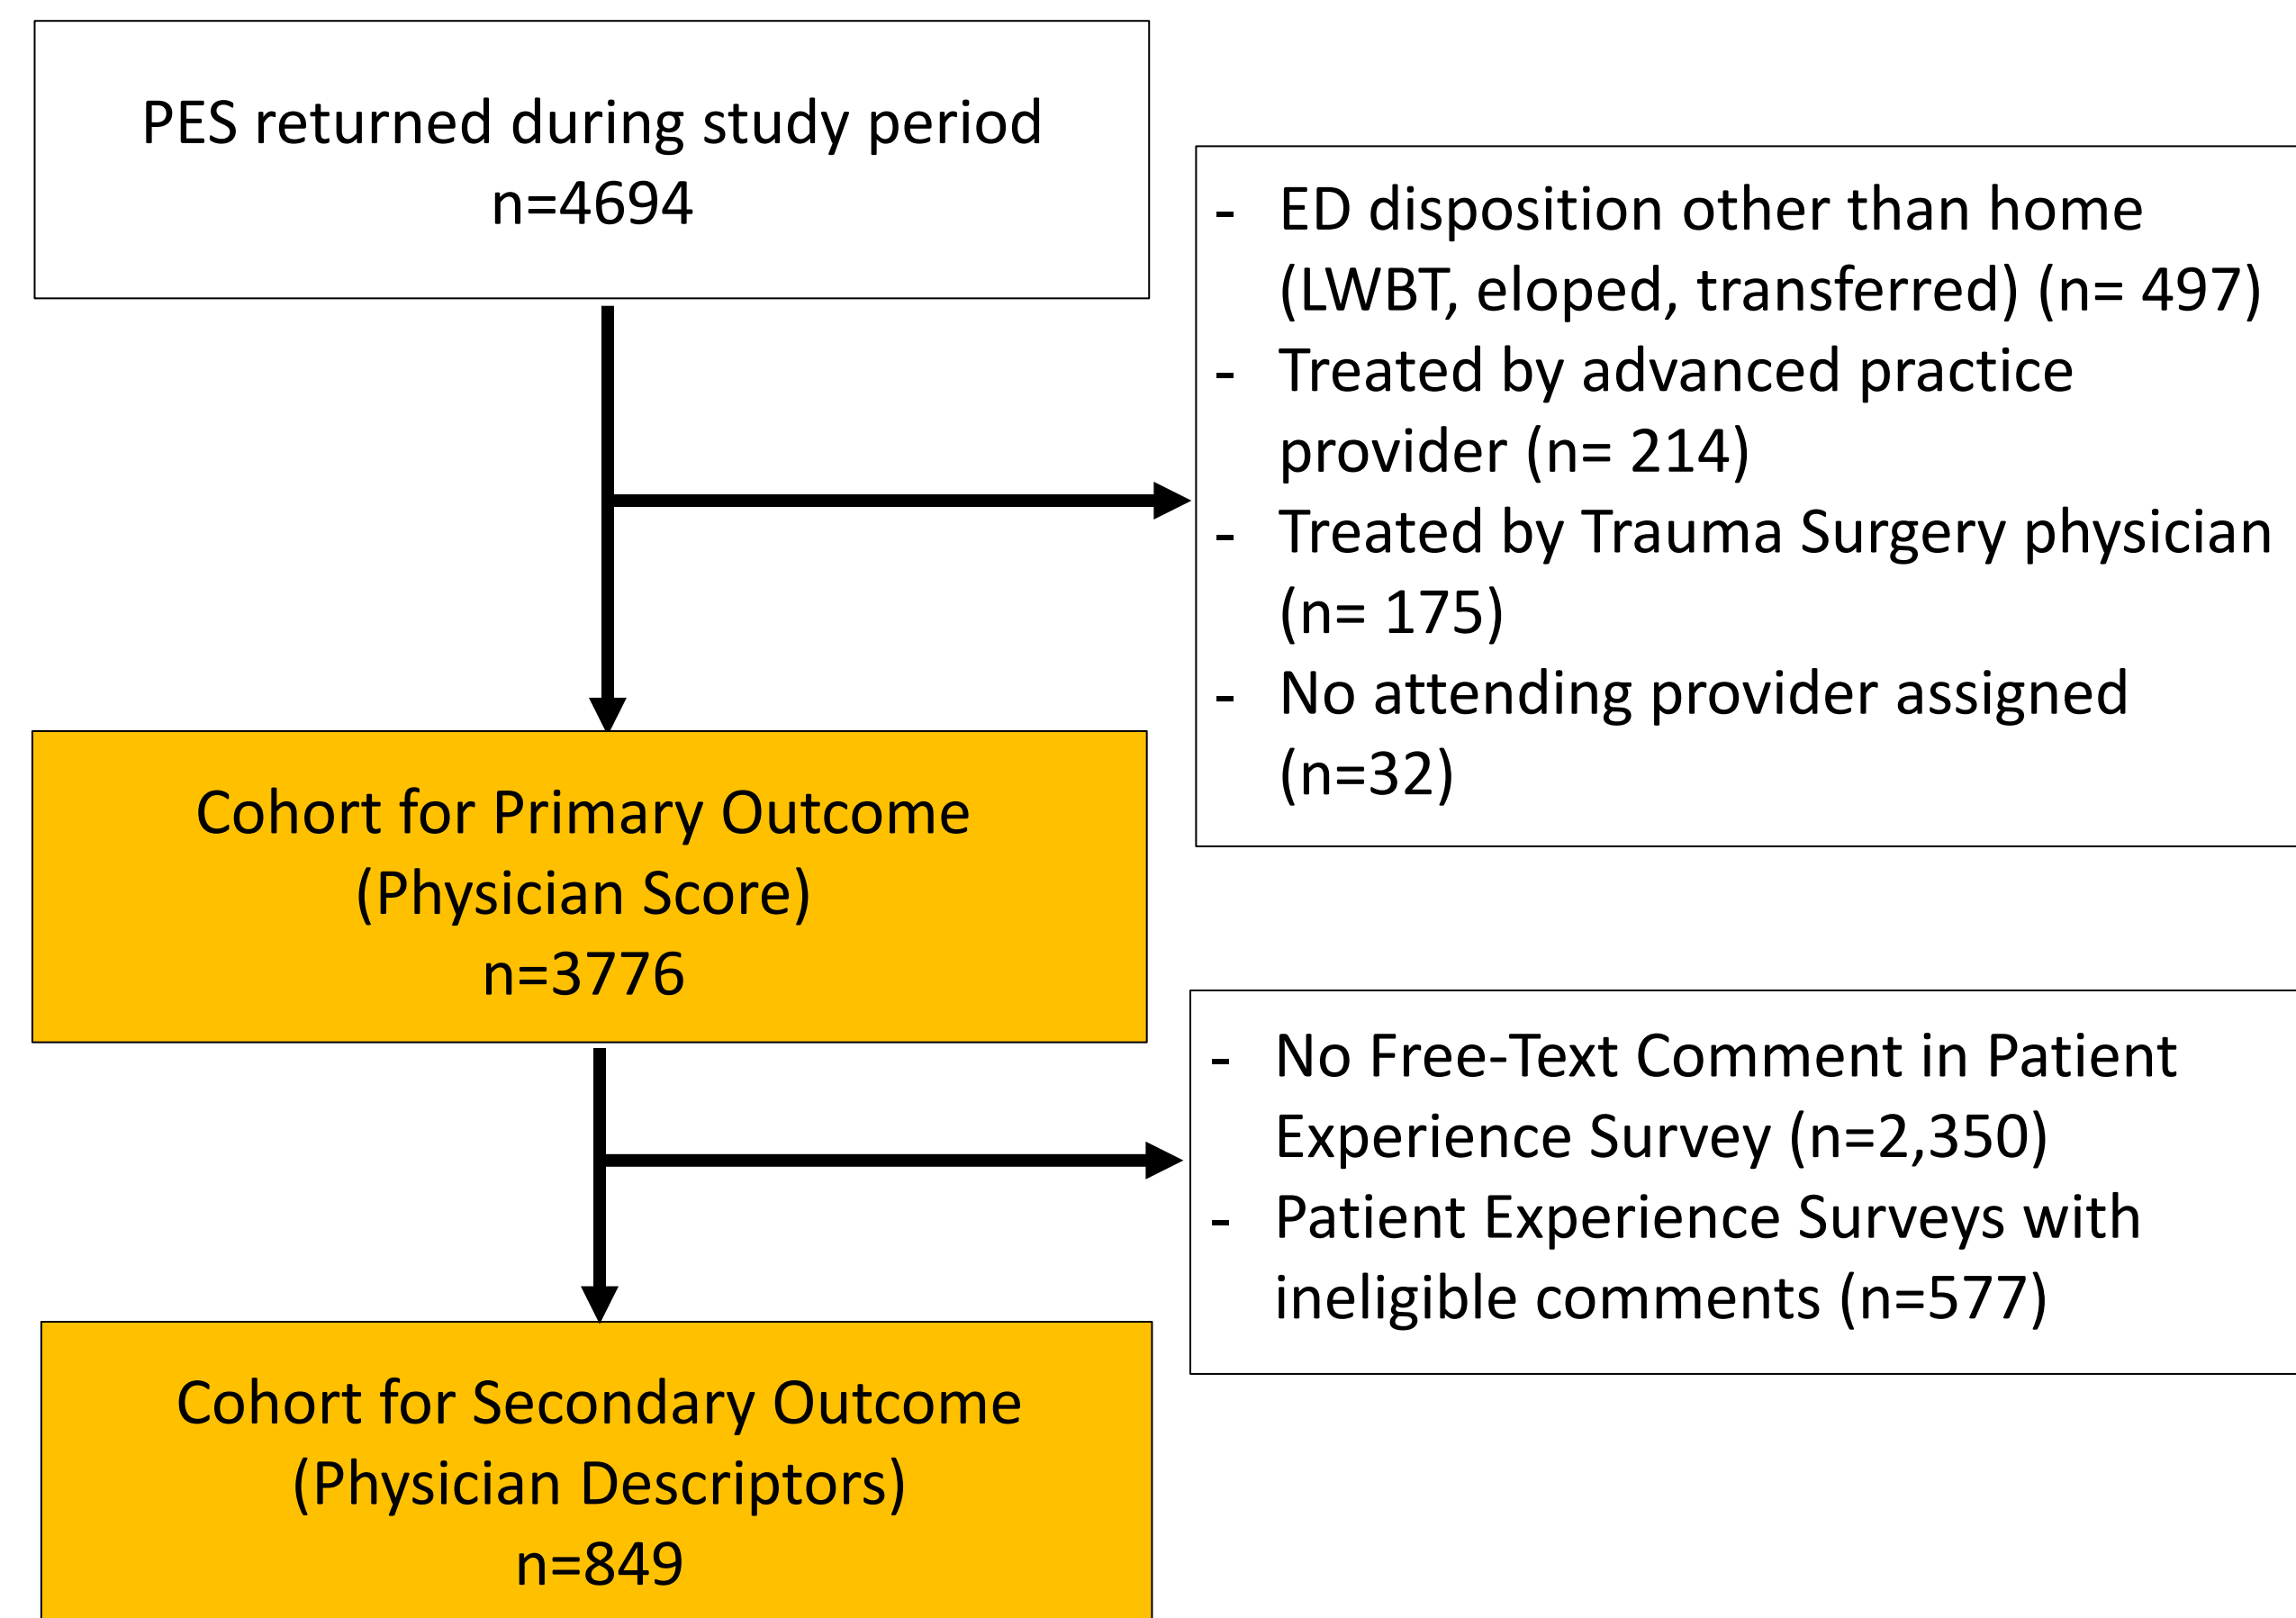 PES returned during study period
n=4694
- ED disposition other than home
(LWBT, eloped, transferred) (n= 497)
- Treated by advanced practice
provider (n= 214)
- Treated by Trauma Surgery physician
(n= 175)
- No attending provider assigned
(n=32)
Cohort for Primary Outcome
(Physician Score)
n=3776
- No Free-Text Comment in Patient
Experience Survey (n=2,350)
- Patient Experience Surveys with
ineligible comments (n=577)
Cohort for Secondary Outcome
(Physician Descriptors)
n=849